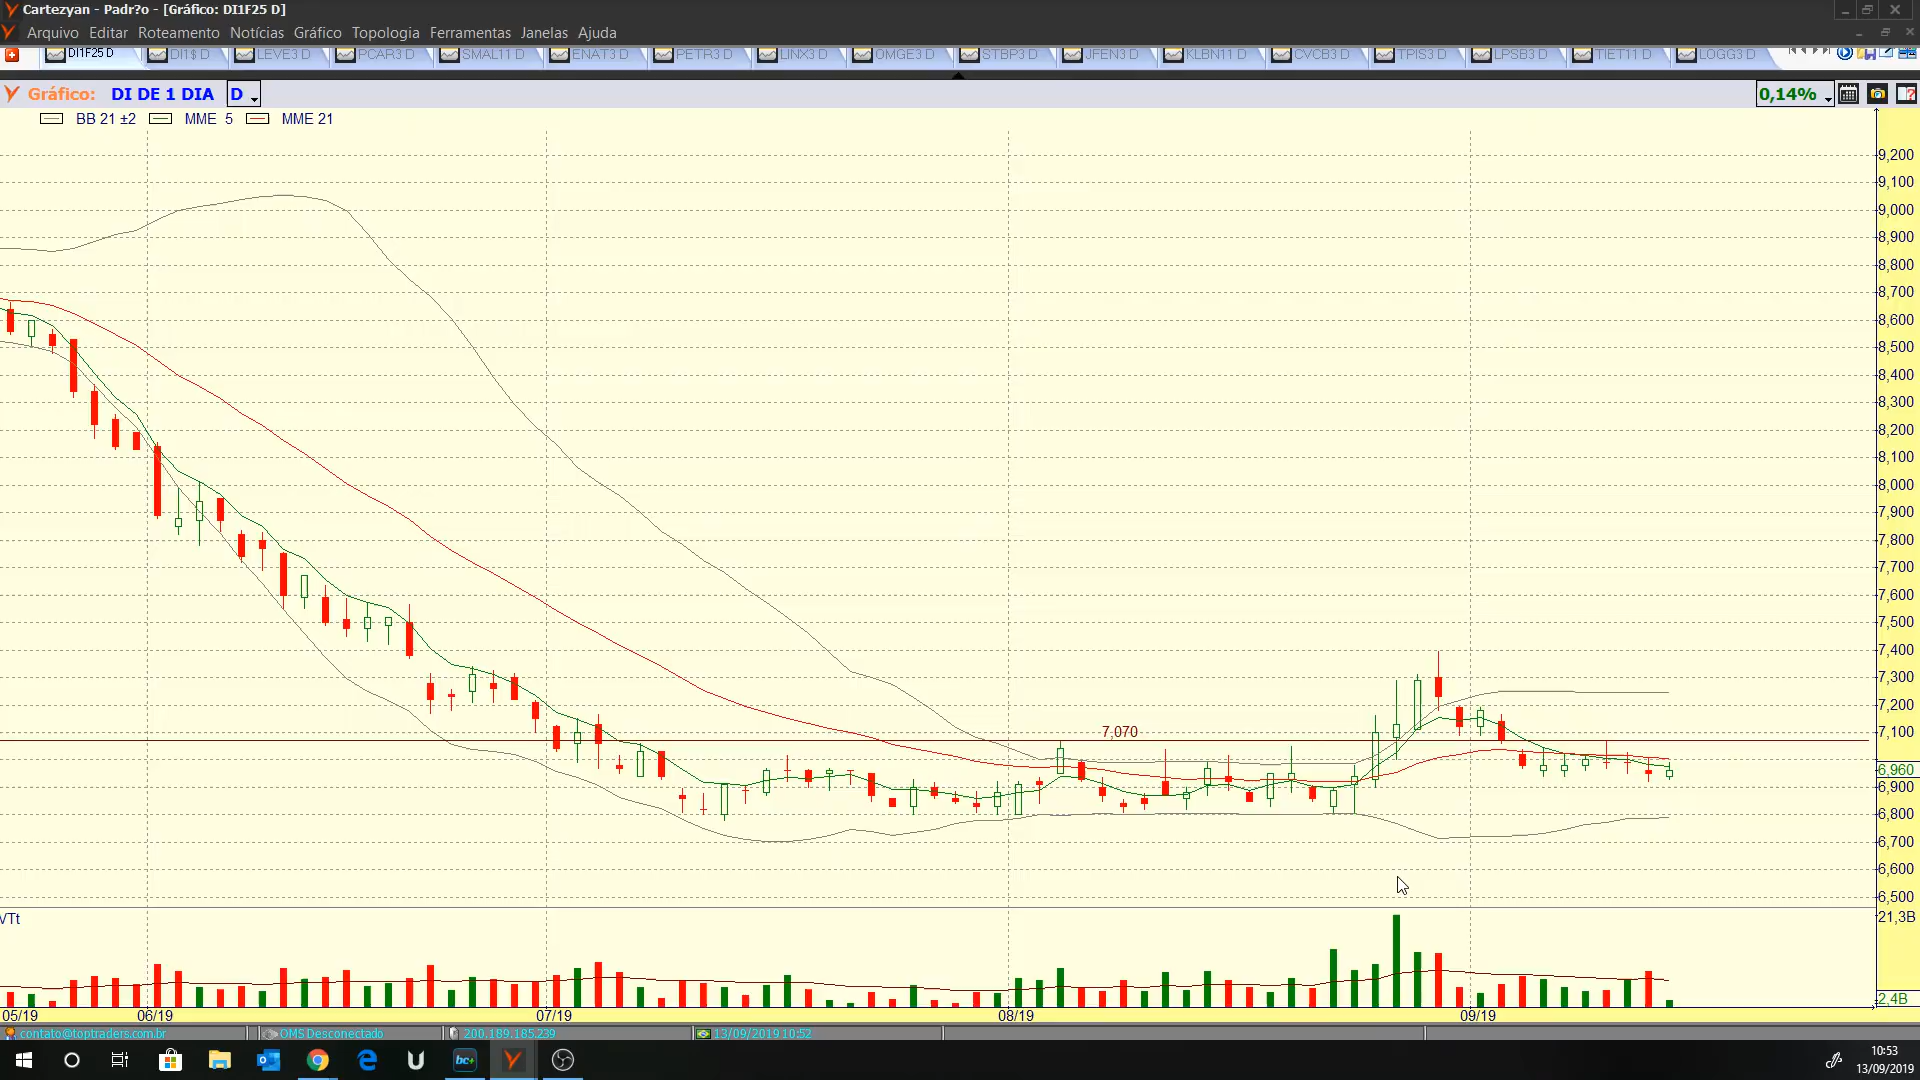 Cartezyan - Padr?o - [Gráfico: DI1F25 D]
Arquivo Editar Roteamento Notícias Gráfico Topologia Ferramentas Janelas Ajuda
DI1F25 D DI1$ D LEVE3 D PCAR3 D SMAL11 D ENAT3 D PETR3 D LINX3 D OMGE3 D STBP3 D JFEN3 D KLBN11 D CVCB3 D TPIS3 D LPSB3 D TIET11 D LOGG3 D
Gráfico: DI DE 1 DIA D 0,14%
BB 21 ±2 MME 5 MME 21
9,200
9,100
9,000
8,900
8,800
8,700
8,600
8,500
8,400
8,300
8,200
8,100
8,000
7,900
7,800
7,700
7,600
7,500
7,400
7,300
7,200
7,070 7,100
6,960
6,900
6,800
6,700
6,600
6,500
VTt 21,3B
2,4B
05/19 06/19 07/19 08/19 09/19
contato@toptraders.com.br OMS Desconectado 200.189.185.239 13/09/2019 10:52
bc+ 10:53
13/09/2019